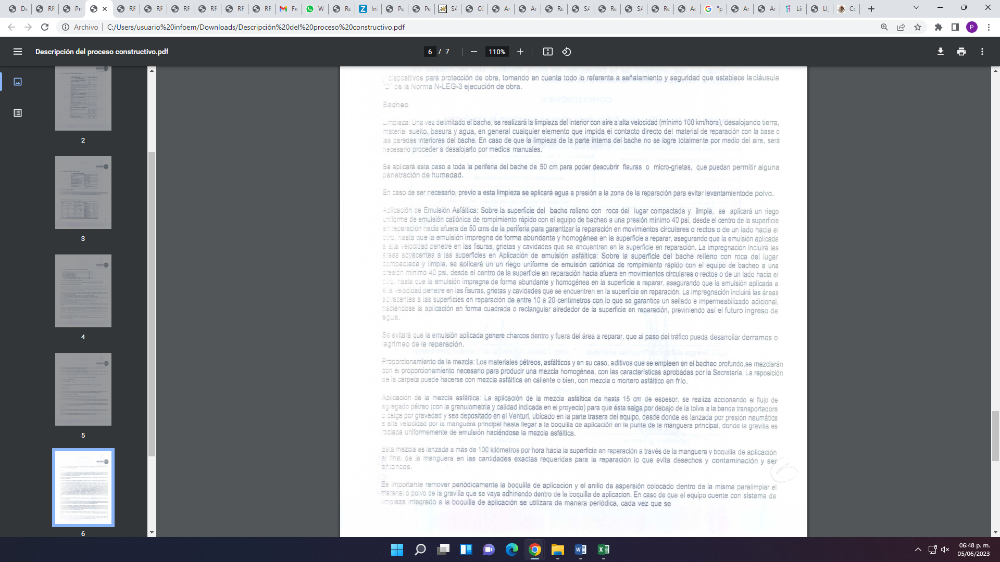 De
RF
Pr
RF
RF
RF
RF
RF
RF
Fw
W
Re
In
Pe
Pe
SA
CC
Ar
Ar
Re
SA
Re
SA
Re
Ac
"p
Ar
Ar
Lir
LI_
Cc
Archivo C:/Users/usuario%20infoem/Downloads/Descripción%20del%20proceso%20constructivo.pdf
P
Descripción del proceso constructivo.pdf
6 / 7
110%
2
3
4
5
6
y dispositivos para protección de obra, tomando en cuenta todo lo referente a señalamiento y seguridad que establece la cláusula
"D" de la Norma N-LEG-3 ejecución de obra.
Bacheo
Limpieza: Una vez delimitado el bache, se realizará la limpieza del interior con aire a alta velocidad (mínimo 100 km/hora), desalojando tierra,
material suelto, basura y agua, en general cualquier elemento que impida el contacto directo del material de reparación con la base o
las paredes interiores del bache. En caso de que la limpieza de la parte interna del bache no se logre totalmente por medio del aire, será
necesario proceder a desalojarlo por medios manuales.
Se aplicará este paso a toda la periferia del bache de 50 cm para poder descubrir fisuras o micro-grietas, que puedan permitir alguna
penetración de humedad.
En caso de ser necesario, previo a esta limpieza se aplicará agua a presión a la zona de la reparación para evitar levantamientode polvo.
Aplicación de Emulsión Asfáltica: Sobre la superficie del bache relleno con roca del lugar compactada y limpia, se aplicará un riego
uniforme de emulsión catiónica de rompimiento rápido con el equipo de bacheo a una presión mínimo 40 psi, desde el centro de la superficie
en reparación hacia afuera de 50 cms de la periferia para garantizar la reparación en movimientos circulares o rectos o de un lado hacia el
otro, hasta que la emulsión impregne de forma abundante y homogénea en la superficie a reparar, asegurando que la emulsión aplicada
a alta velocidad penetre en las fisuras, grietas y cavidades que se encuentren en la superficie en reparación. La impregnación incluirá las
áreas adyacentes a las superficies en Aplicación de emulsión asfáltica: Sobre la superficie del bache relleno con roca del lugar
compactada y limpia, se aplicará un un riego uniforme de emulsión catiónica de rompimiento rápido con el equipo de bacheo a una
presión mínimo 40 psi, desde el centro de la superficie en reparación hacia afuera en movimientos circulares o rectos o de un lado hacia el
otro, hasta que la emulsión impregne de forma abundante y homogénea en la superficie a reparar, asegurando que la emulsión aplicada a
alta velocidad penetre en las fisuras, grietas y cavidades que se encuentren en la superficie en reparación. La impregnación incluirá las áreas
adyacentes a las superficies en reparación de entre 10 a 20 centímetros con lo que se garantice un sellado e impermeabilizado adicional,
haciéndose la aplicación en forma cuadrada o rectangular alrededor de la superficie en reparación, previniendo así el futuro ingreso de
agua.
Se evitará que la emulsión aplicada genere charcos dentro y fuera del área a reparar, que al paso del tráfico pueda desarrollar derrames o
lagrimeo de la reparación.
Proporcionamiento de la mezcla: Los materiales pétreos, asfálticos y en su caso, aditivos que se empleen en el bacheo profundo,se mezclarán
con el proporcionamiento necesario para producir una mezcla homogénea, con las características aprobadas por la Secretaría. La reposición
de la carpeta puede hacerse con mezcla asfáltica en caliente o bien, con mezcla o mortero asfáltico en frío.
Aplicación de la mezcla asfáltica: La aplicación de la mezcla asfáltica de hasta 15 cm de espesor, se realiza accionando el flujo de
agregado pétreo (con la granulometría y calidad indicada en el proyecto) para que ésta salga por debajo de la tolva a la banda transportadora
o caiga por gravedad y sea depositado en el Venturi, ubicado en la parte trasera del equipo, desde donde es lanzada por presión neumática
a alta velocidad por la manguera principal hasta llegar a la boquilla de aplicación en la punta de la manguera principal, donde la gravilla es
rociada uniformemente de emulsión haciéndose la mezcla asfáltica.
Esta mezcla es lanzada a más de 100 kilómetros por hora hacia la superficie en reparación a través de la manguera y boquilla de aplicación
al final de la manguera en las cantidades exactas requeridas para la reparación lo que evita desechos y contaminación y ser
entonces.
Es importante remover periódicamente la boquilla de aplicación y el anillo de aspersión colocado dentro de la misma paralimpiar el
material o polvo de la gravilla que se vaya adhiriendo dentro de la boquilla de aplicacion. En caso de que el equipo cuente con sistema de
limpieza integrado a la boquilla de aplicación se utilizara de manera periódica, cada vez que se
06:48 p. m.
05/06/2023